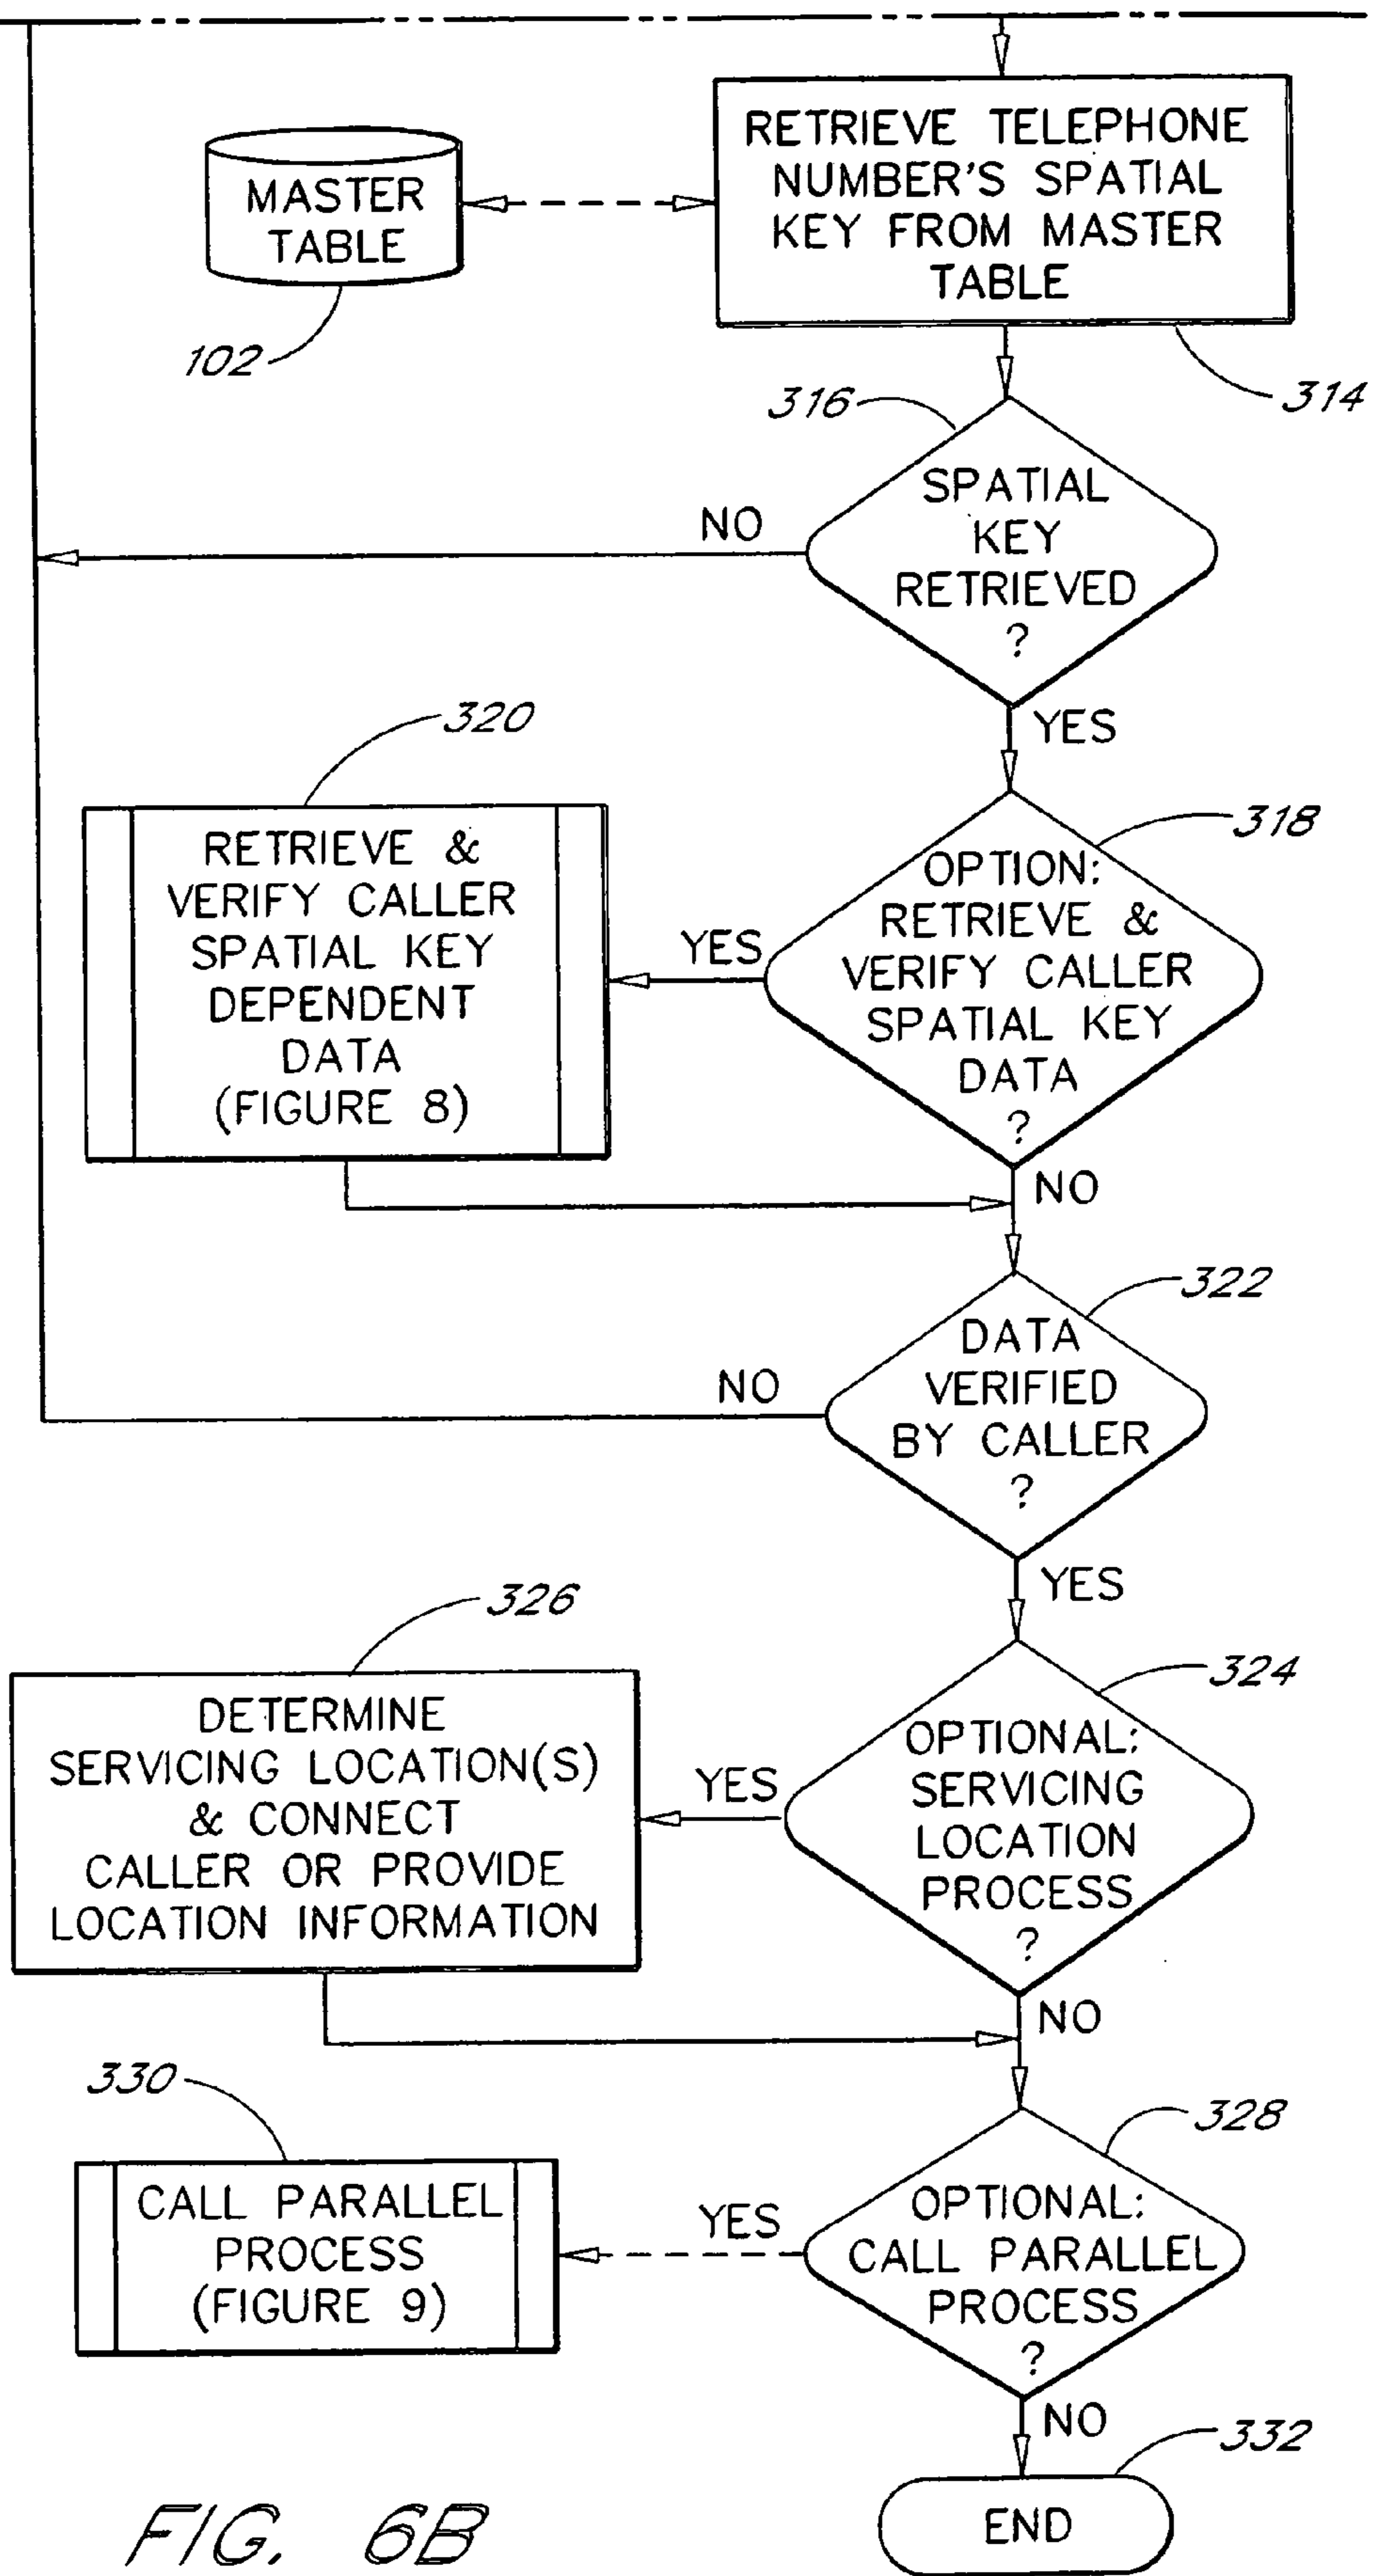 RETRIEVE TELEPHONE
NUMBER'S SPATIAL
KEY FROM MASTER
TABLE
MASTER
TABLE
102
314
316
SPATIAL
KEY
RETRIEVED
?
NO
YES
320
318
RETRIEVE &
VERIFY CALLER
SPATIAL KEY
DEPENDENT
DATA
(FIGURE 8)
YES
OPTION:
RETRIEVE &
VERIFY CALLER
SPATIAL KEY
DATA
?
NO
322
DATA
VERIFIED
BY CALLER
?
NO
YES
326
324
DETERMINE
SERVICING LOCATION(S)
& CONNECT
CALLER OR PROVIDE
LOCATION INFORMATION
YES
OPTIONAL:
SERVICING
LOCATION
PROCESS
?
NO
330
328
CALL PARALLEL
PROCESS
(FIGURE 9)
YES
OPTIONAL:
CALL PARALLEL
PROCESS
?
NO
332
END
FIG. 6B